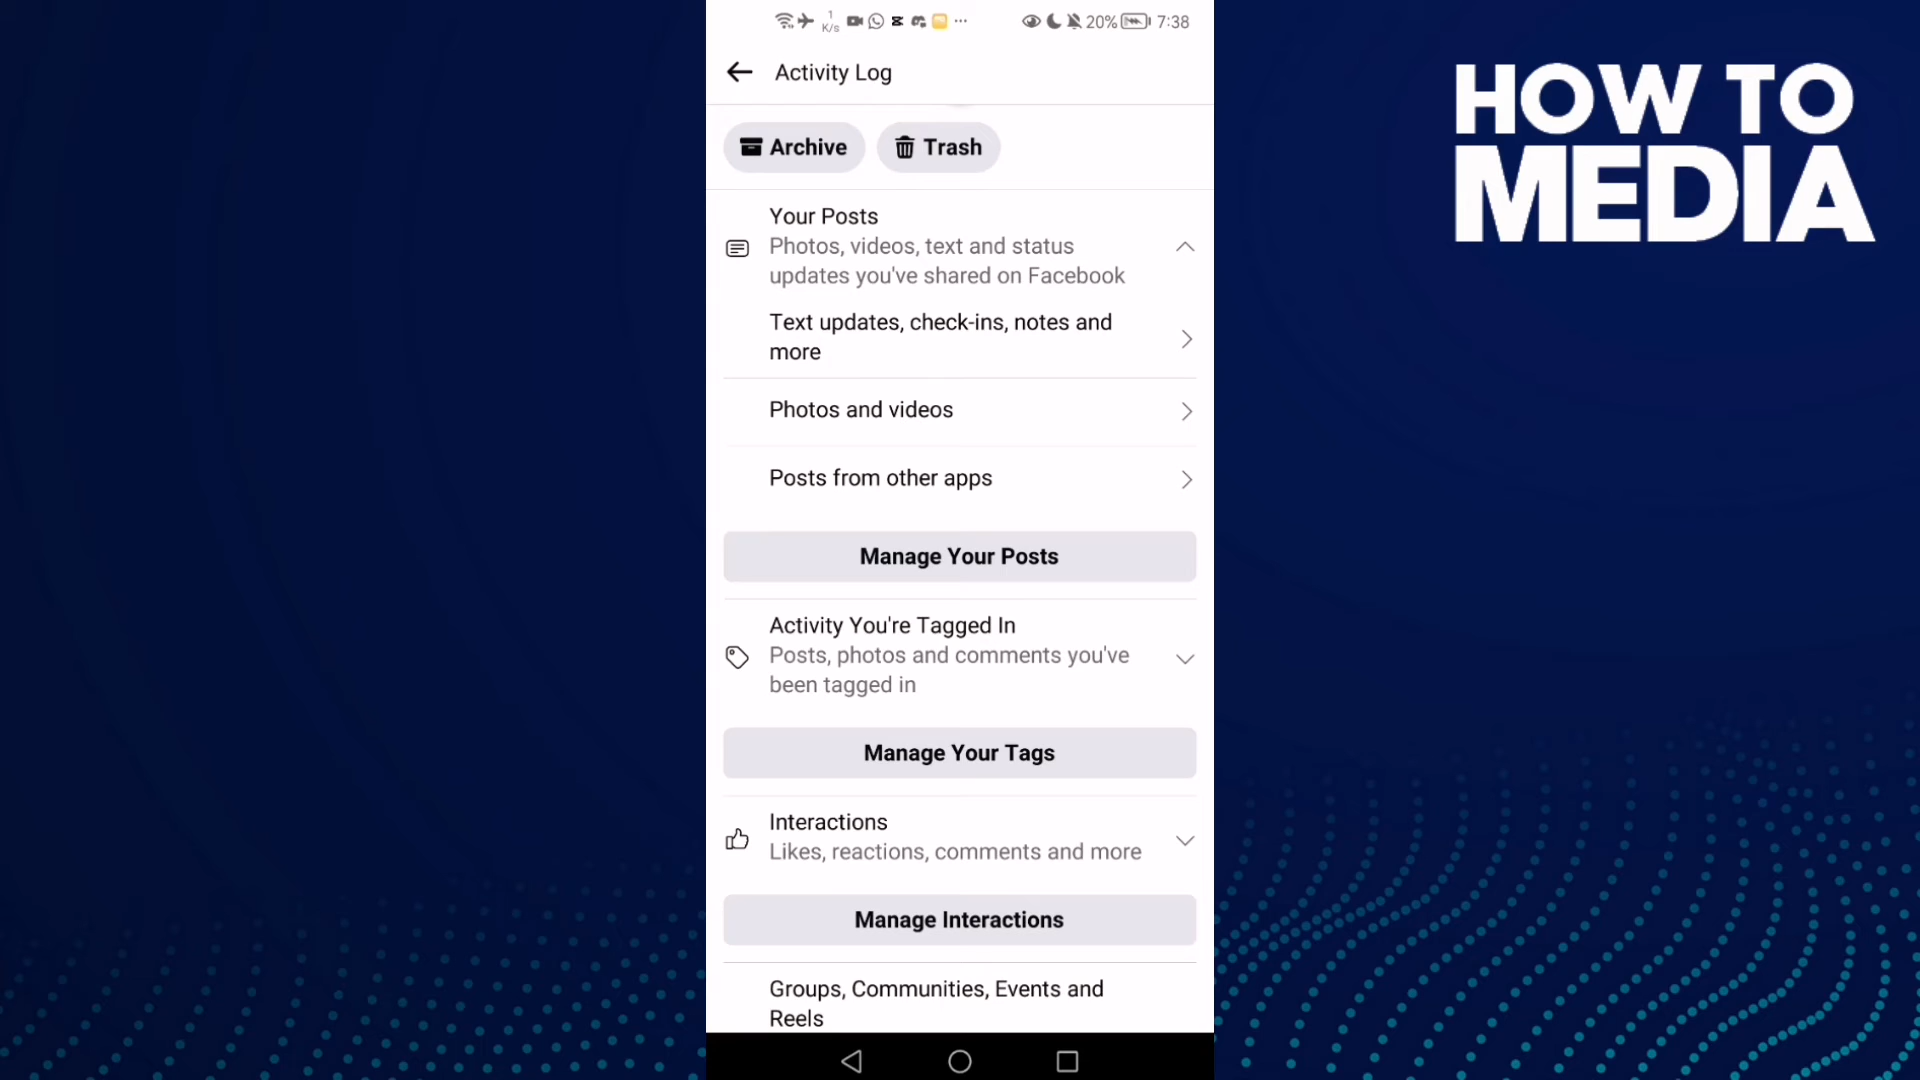 1
K/s
20%
7:38
HOW TO
MEDIA
Activity Log
Archive
Trash
Your Posts
Photos, videos, text and status
updates you've shared on Facebook
Text updates, check-ins, notes and
more
Photos and videos
Posts from other apps
Manage Your Posts
Activity You're Tagged In
Posts, photos and comments you've
been tagged in
Manage Your Tags
Interactions
Likes, reactions, comments and more
Manage Interactions
Groups, Communities, Events and
Reels